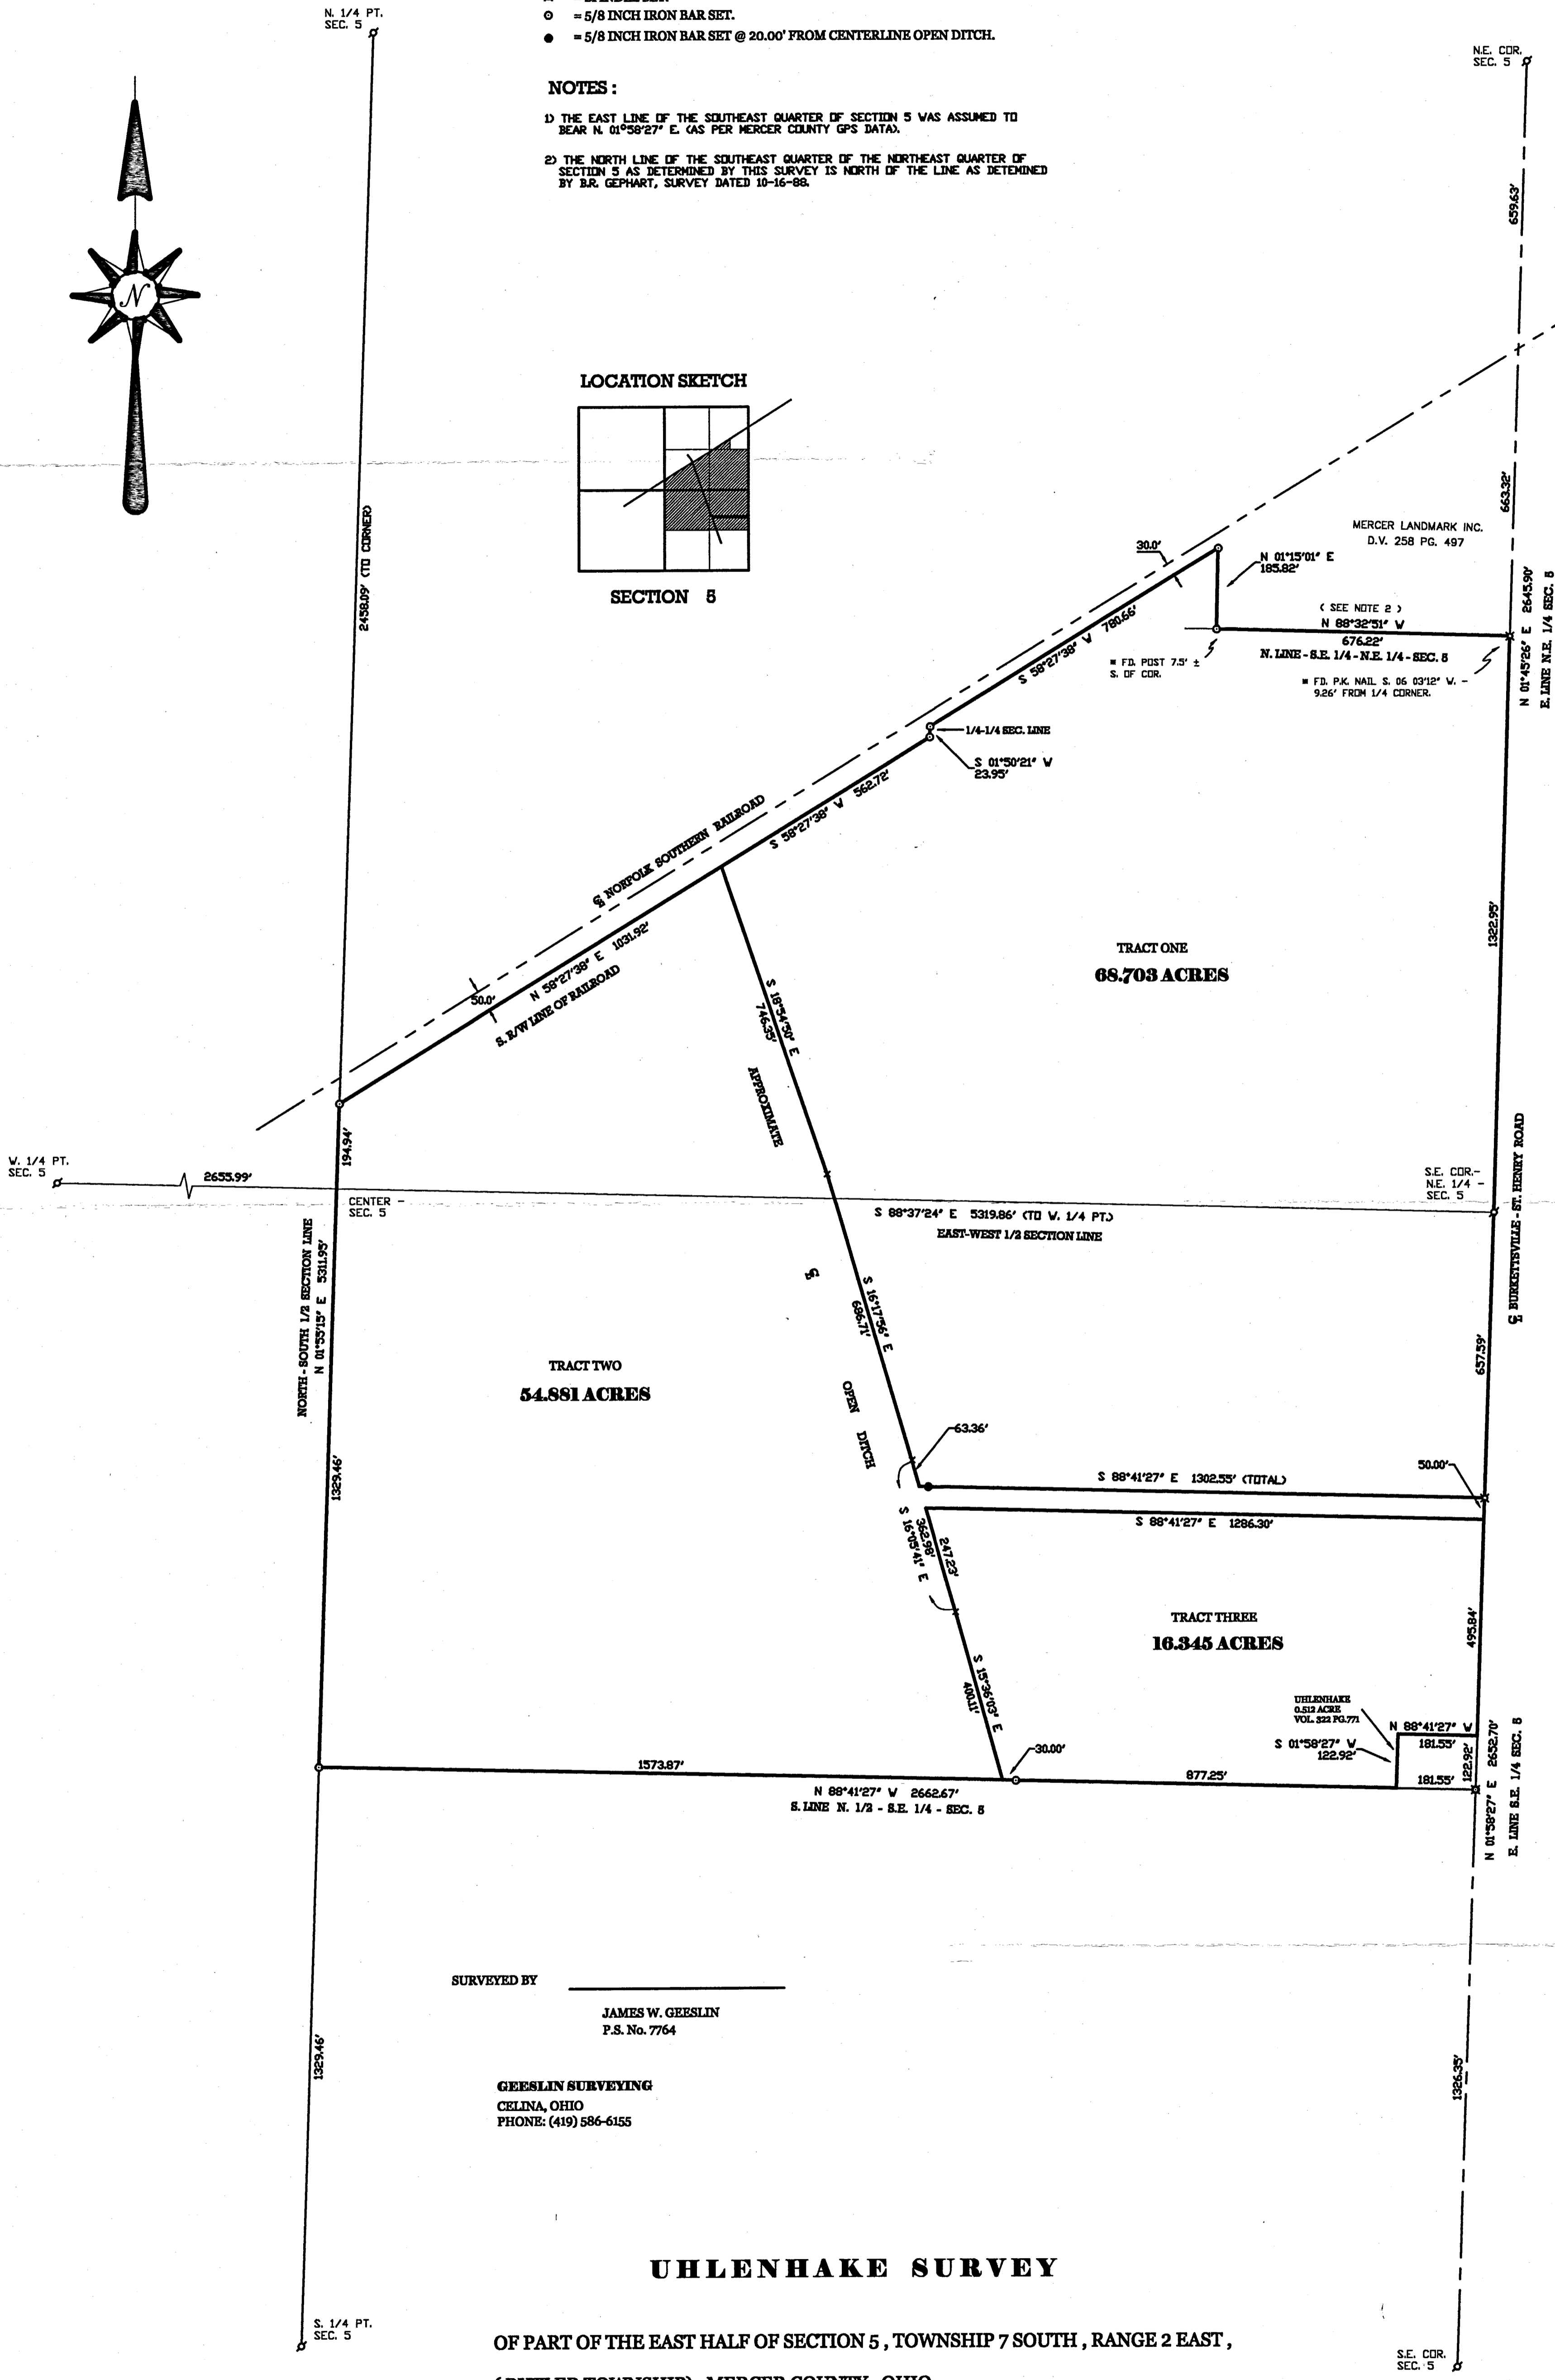 = 5/8 INCH IRON BAR SET.
= 5/8 INCH IRON BAR SET @ 20.00' FROM CENTERLINE OPEN DITCH.
N. 1/4 PT.
SEC. 5
N.E. COR.
SEC. 5
NOTES :
1) THE EAST LINE OF THE SOUTHEAST QUARTER OF SECTION 5 WAS ASSUMED TO
BEAR N. 01°58'27" E. (AS PER MERCER COUNTY GPS DATA).
2) THE NORTH LINE OF THE SOUTHEAST QUARTER OF THE NORTHEAST QUARTER OF
SECTION 5 AS DETERMINED BY THIS SURVEY IS NORTH OF THE LINE AS DETEMINED
BY B.R. GEPHART, SURVEY DATED 10-16-88.
659.63'
N
LOCATION SKETCH
SECTION 5
2458.09' (TO CORNER)
663.32'
MERCER LANDMARK INC.
D.V. 258 PG. 497
30.0'
N 01°15'01" E
185.82'
( SEE NOTE 2 )
N 88°32'51" W
676.22'
N. LINE - S.E. 1/4 - N.E. 1/4 - SEC. 5
N 01°45'26" E 2645.90'
E. LINE N.E. 1/4 SEC. 5
S 58°27'38" W 780.66'
FD. POST 7.5' ±
S. OF COR.
FD. P.K. NAIL S. 06 03'12" W. -
9.26' FROM 1/4 CORNER.
1/4-1/4 SEC. LINE
S 01°50'21" W
23.95'
S 58°27'38" W 562.72'
℄ NORFOLK SOUTHERN RAILROAD
N 58°27'38" E 1031.92'
50.0'
S. R/W LINE OF RAILROAD
1322.95'
TRACT ONE
68.703 ACRES
S 18°54'50" E
746.35'
APPROXIMATE
194.94'
W. 1/4 PT.
SEC. 5
2655.99'
CENTER -
SEC. 5
S.E. COR.-
N.E. 1/4 -
SEC. 5
S 88°37'24" E 5319.86' (TO W. 1/4 PT.)
EAST-WEST 1/2 SECTION LINE
℄ BURKETTSVILLE - ST. HENRY ROAD
NORTH - SOUTH 1/2 SECTION LINE
N 01°55'15" E 5311.95'
℄
S 16°17'56" E
686.71'
657.59'
TRACT TWO
54.881 ACRES
OPEN DITCH
63.36'
50.00'
S 88°41'27" E 1302.55' (TOTAL)
1329.46'
S 88°41'27" E 1286.30'
247.23'
362.98'
S 16°05'41" E
TRACT THREE
16.345 ACRES
495.84'
S 15°36'03" E
400.11'
UHLENHAKE
0.512 ACRE
VOL. 322 PG. 771
N 88°41'27" W
181.55'
S 01°58'27" W
122.92'
122.92'
30.00'
1573.87'
877.25'
181.55'
N 88°41'27" W 2662.67'
S. LINE N. 1/2 - S.E. 1/4 - SEC. 5
N 01°58'27" E 2652.70'
E. LINE S.E. 1/4 SEC. 5
SURVEYED BY
JAMES W. GEESLIN
P.S. No. 7764
1329.46'
1326.35'
GEESLIN SURVEYING
CELINA, OHIO
PHONE: (419) 586-6155
UHLENHAKE SURVEY
S. 1/4 PT.
SEC. 5
OF PART OF THE EAST HALF OF SECTION 5 , TOWNSHIP 7 SOUTH , RANGE 2 EAST ,
S.E. COR.
SEC. 5